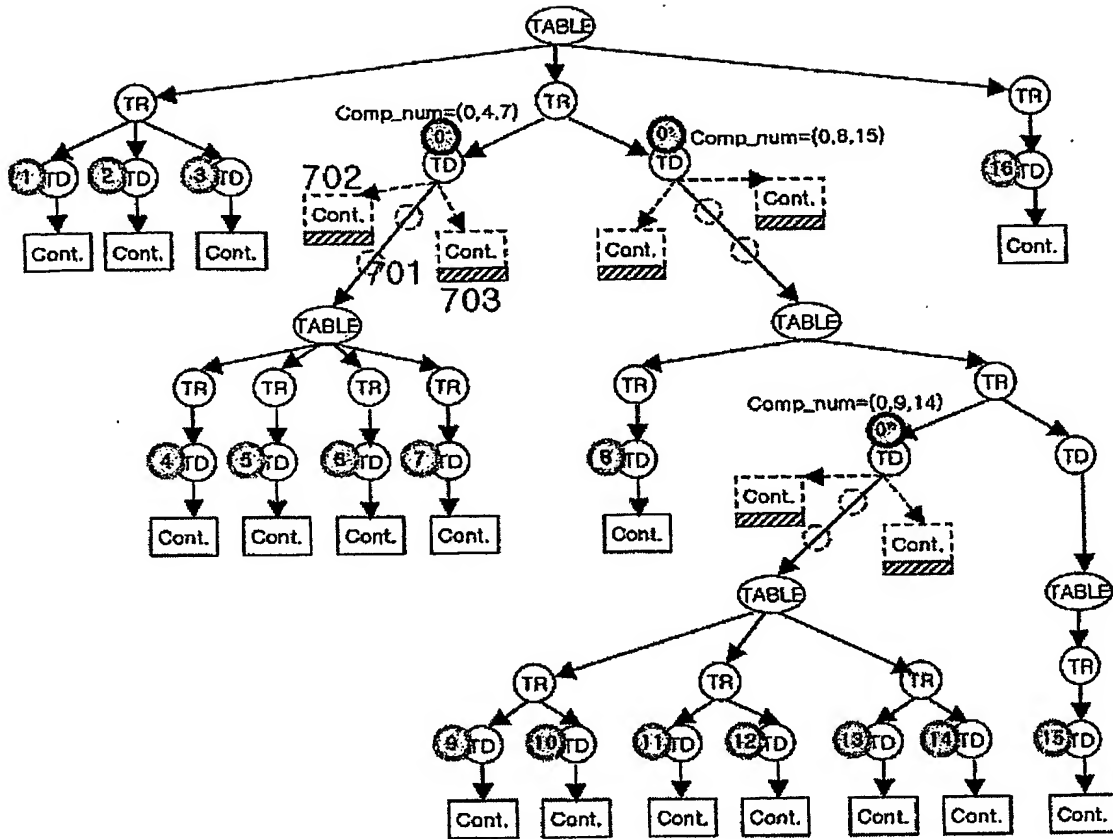 TABLE
TR TR TR
Comp_num=(0,4,7) 0 0* Comp_num=(0,8,15)
1 TD 2 TD 3 TD TD TD 16 TD
702
Cont. Cont. Cont. Cont. Cont. Cont. Cont. Cont.
701 703
TABLE TABLE
TR TR TR TR TR TR
Comp_num=(0,9,14) 0*
4 TD 5 TD 6 TD 7 TD 8 TD TD TD
Cont. Cont. Cont. Cont. Cont. Cont. Cont.
TABLE TABLE
TR TR TR TR
9 TD 10 TD 11 TD 12 TD 13 TD 14 TD 15 TD
Cont. Cont. Cont. Cont. Cont. Cont. Cont.